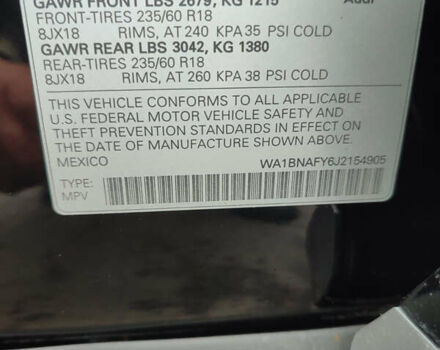 GAWR FRONT LBS 2679, KG 1215 Audi
FRONT-TIRES 235/60 R18
8JX18 RIMS, AT 240 KPA 35 PSI COLD
GAWR REAR LBS 3042, KG 1380
REAR-TIRES 235/60 R18
8JX18 RIMS, AT 260 KPA 38 PSI COLD
THIS VEHICLE CONFORMS TO ALL APPLICABLE
U.S. FEDERAL MOTOR VEHICLE SAFETY AND
THEFT PREVENTION STANDARDS IN EFFECT ON
THE DATE OF MANUFACTURE SHOWN ABOVE.
MEXICO WA1BNAFY6J2154905
TYPE:
MPV